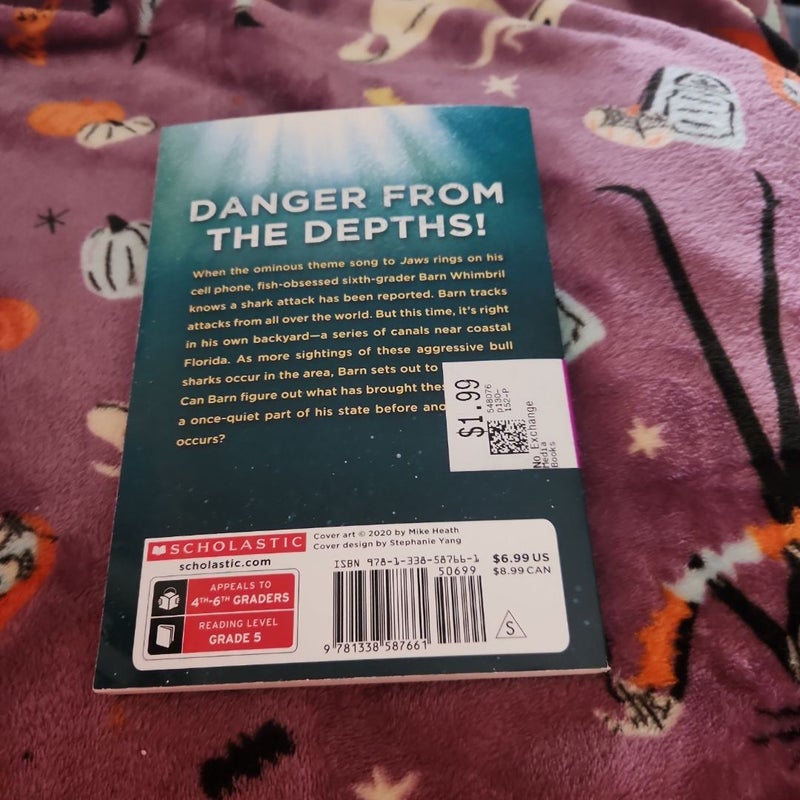 DANGER FROM
THE DEPTHS!
When the ominous theme song to Jaws rings on his
cell phone, fish-obsessed sixth-grader Barn Whimbril
knows a shark attack has been reported. Barn tracks
attacks from all over the world. But this time, it's right
in his own backyard—a series of canals near coastal
Florida. As more sightings of these aggressive bull
sharks occur in the area, Barn sets out to
Can Barn figure out what has brought
a once-quiet part of his state before
occurs?
$1.99
548076
p130-
152-P
No Exchange
Media
Books
SCHOLASTIC
scholastic.com
APPEALS TO
4TH-6TH GRADERS
READING LEVEL
GRADE 5
Cover art © 2020 by Mike Heath
Cover design by Stephanie Yang
ISBN 978-1-338-58766-1
50699
9 781338 587661
$6.99 US
$8.99 CAN
S